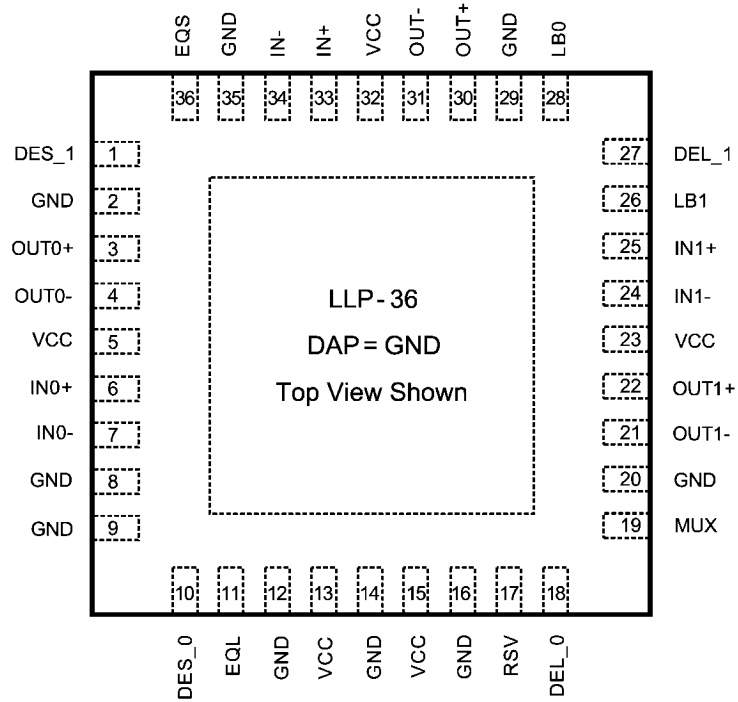 EQS GND IN- IN+ VCC OUT- OUT+ GND LB0
36 35 34 33 32 31 30 29 28
DES_1 1
GND 2
OUT0+ 3
OUT0- 4
VCC 5
IN0+ 6
IN0- 7
GND 8
GND 9
LLP-36
DAP = GND
Top View Shown
27 DEL_1
26 LB1
25 IN1+
24 IN1-
23 VCC
22 OUT1+
21 OUT1-
20 GND
19 MUX
10 11 12 13 14 15 16 17 18
DES_0 EQL GND VCC GND VCC GND RSV DEL_0